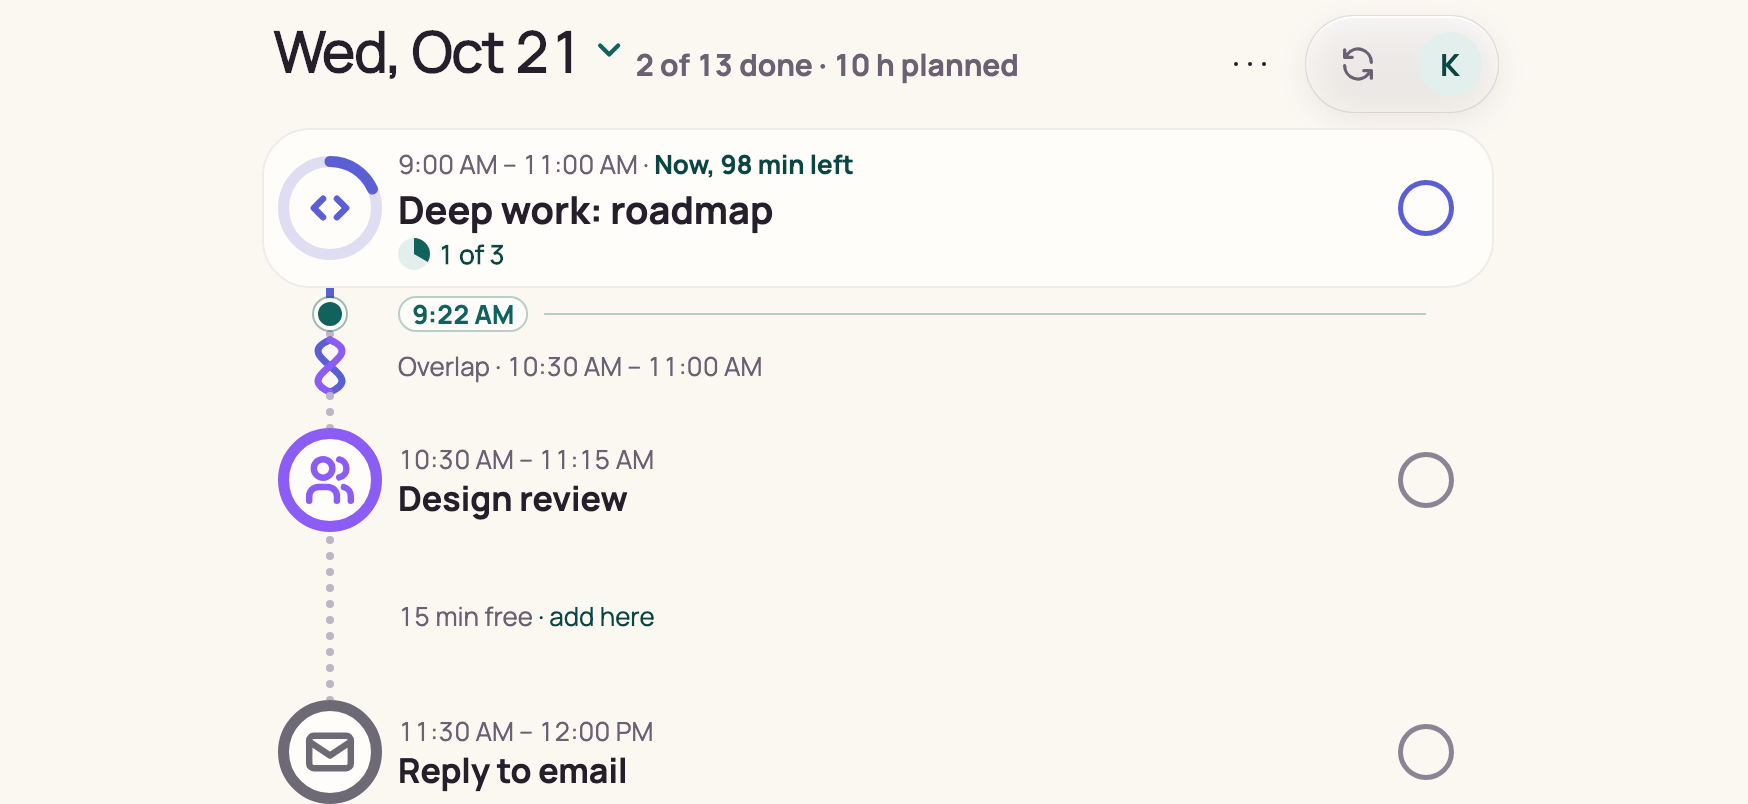 Wed, Oct 21
2 of 13 done · 10 h planned
···
K
9:00 AM – 11:00 AM · Now, 98 min left
Deep work: roadmap
1 of 3
9:22 AM
Overlap · 10:30 AM – 11:00 AM
10:30 AM – 11:15 AM
Design review
15 min free · add here
11:30 AM – 12:00 PM
Reply to email